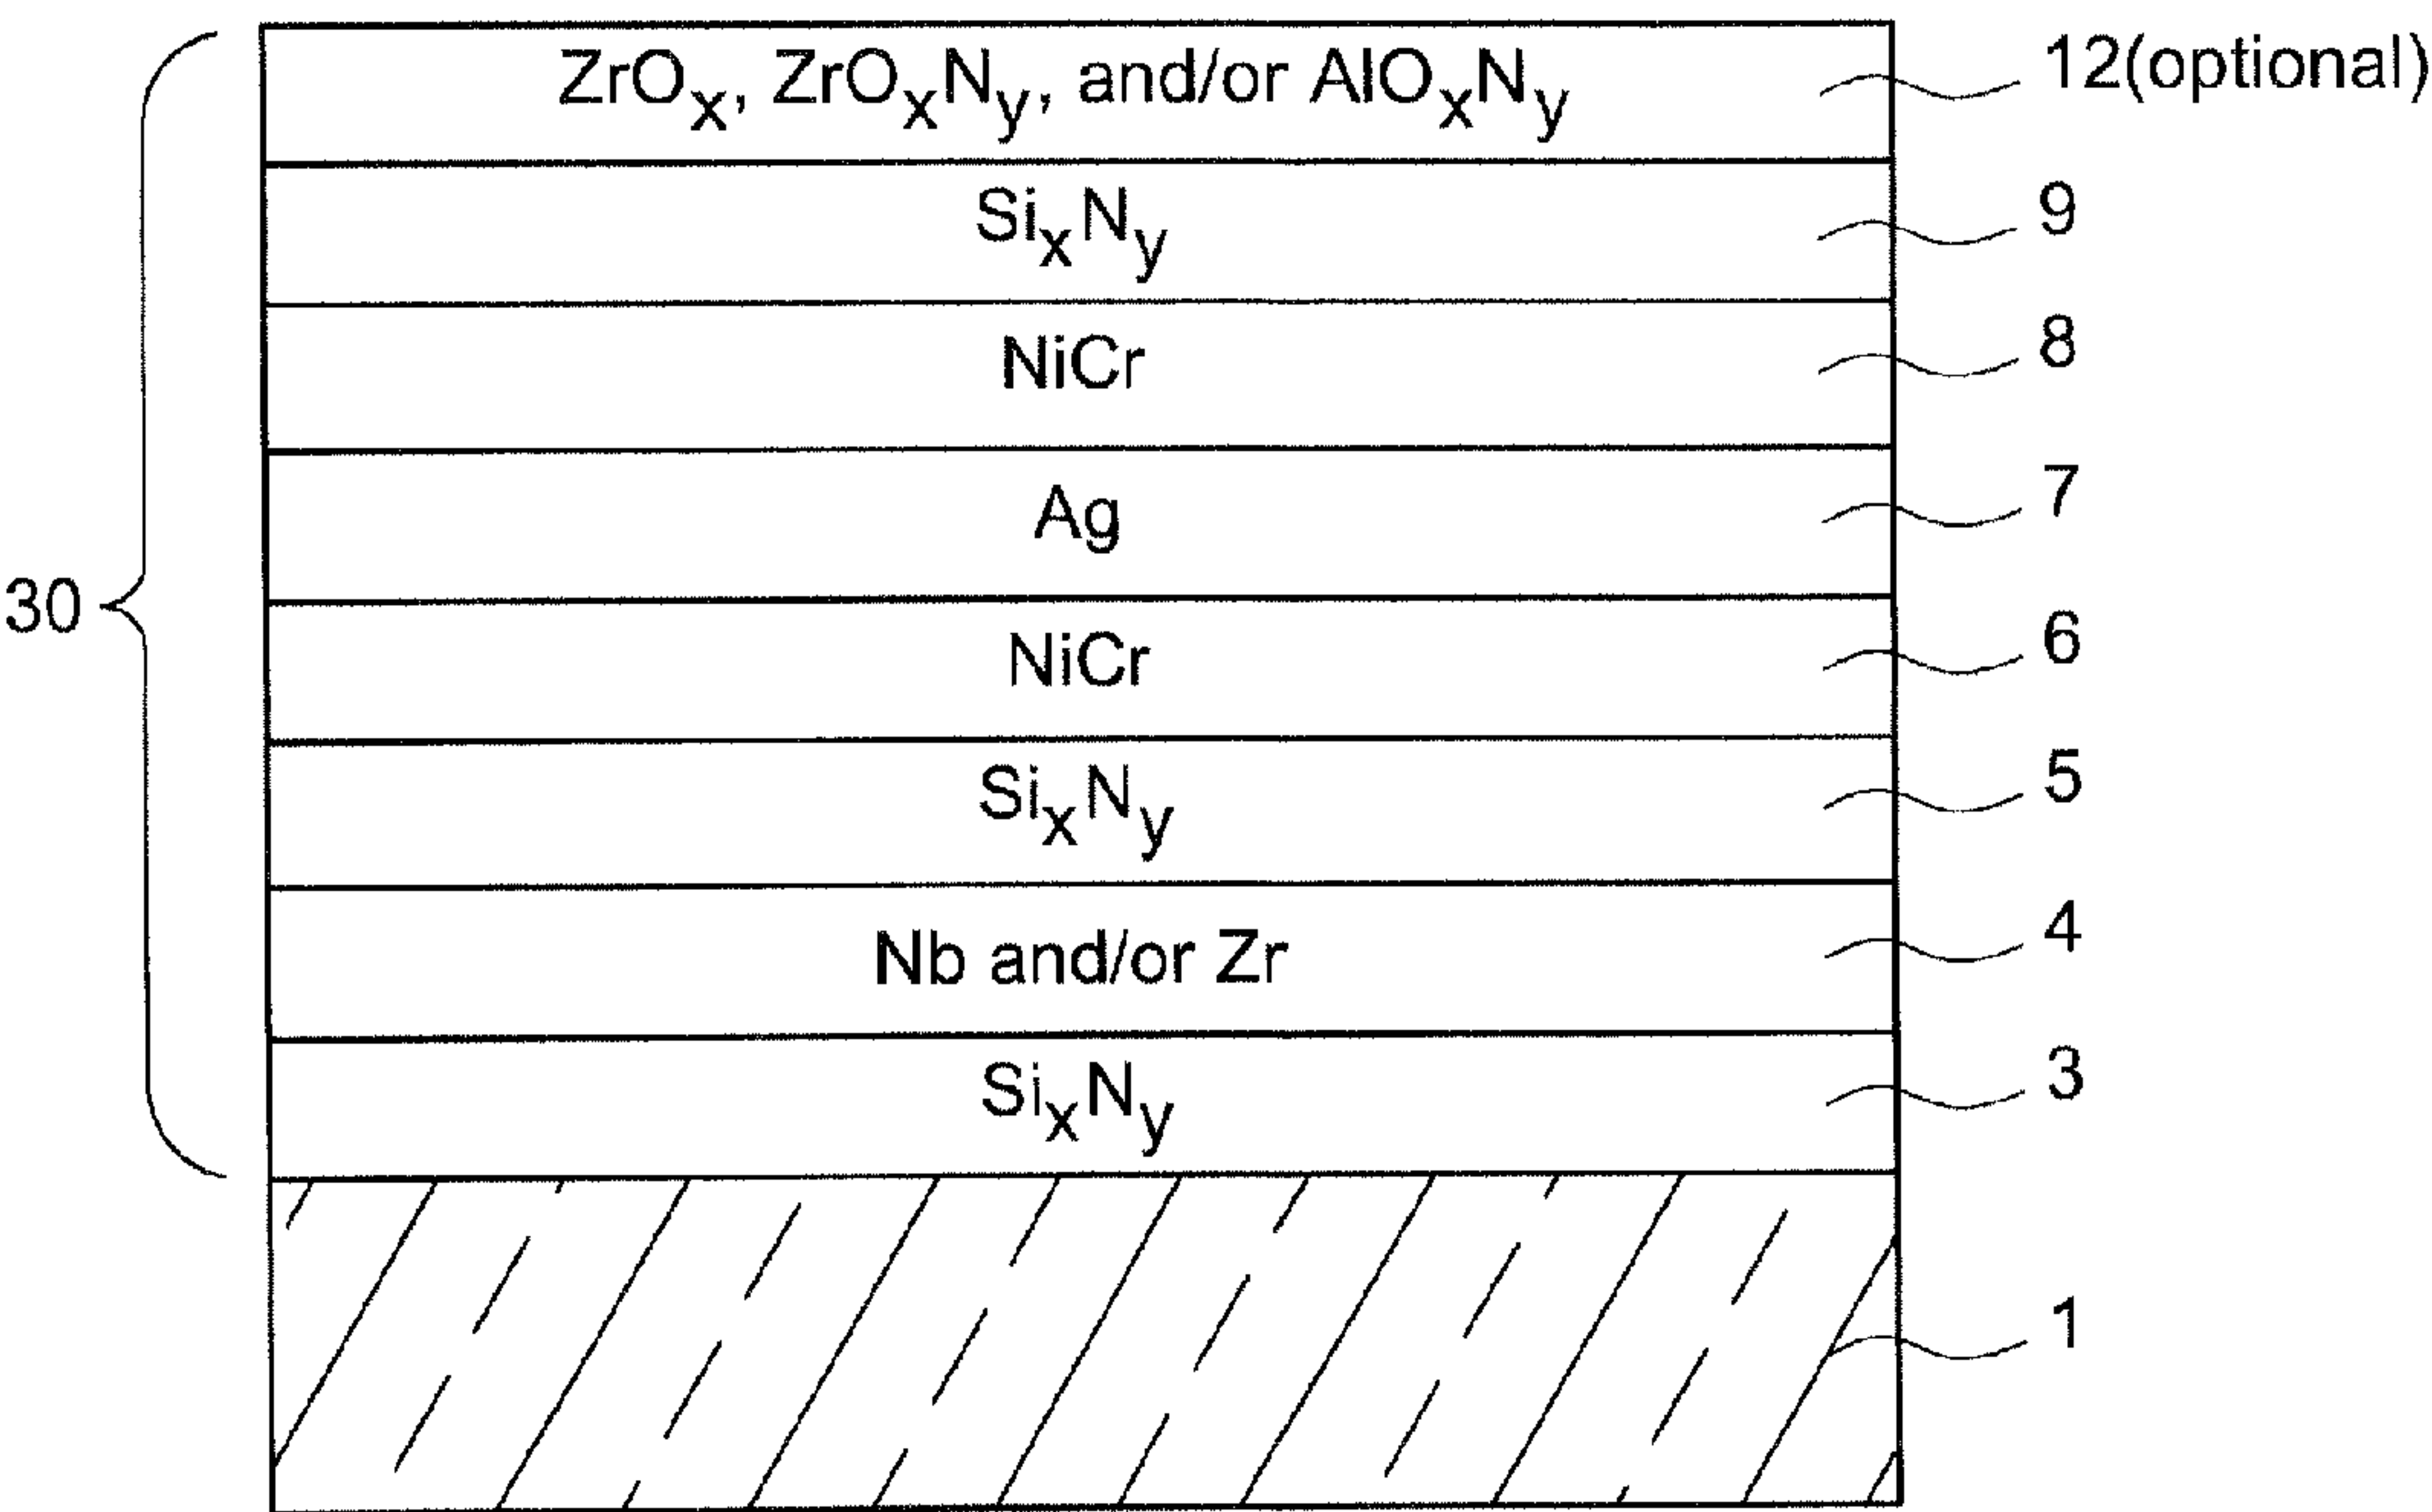 ZrOx, ZrOxNy, and/or AlOxNy 12(optional)
SixNy 9
NiCr 8
Ag 7
30
NiCr 6
SixNy 5
Nb and/or Zr 4
SixNy 3
1